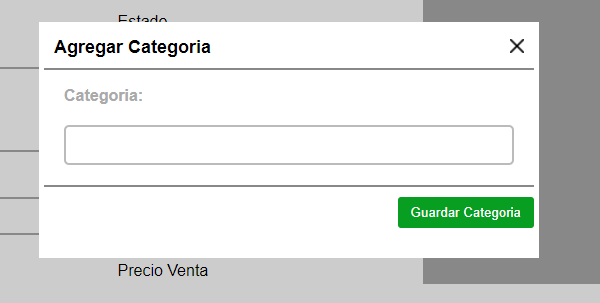 Estado
Agregar Categoria
Categoria:
Guardar Categoria
Precio Venta